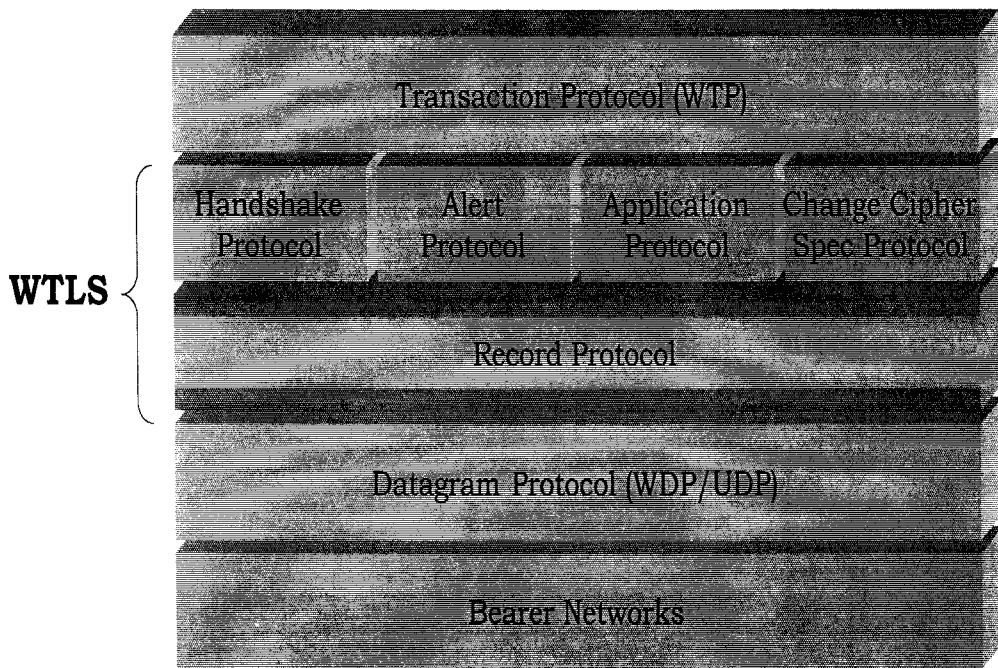 Transaction Protocol (WTP)
Handshake
Protocol
Alert
Protocol
Application
Protocol
Change Cipher
Spec Protocol
WTLS
Record Protocol
Datagram Protocol (WDP/UDP)
Bearer Networks